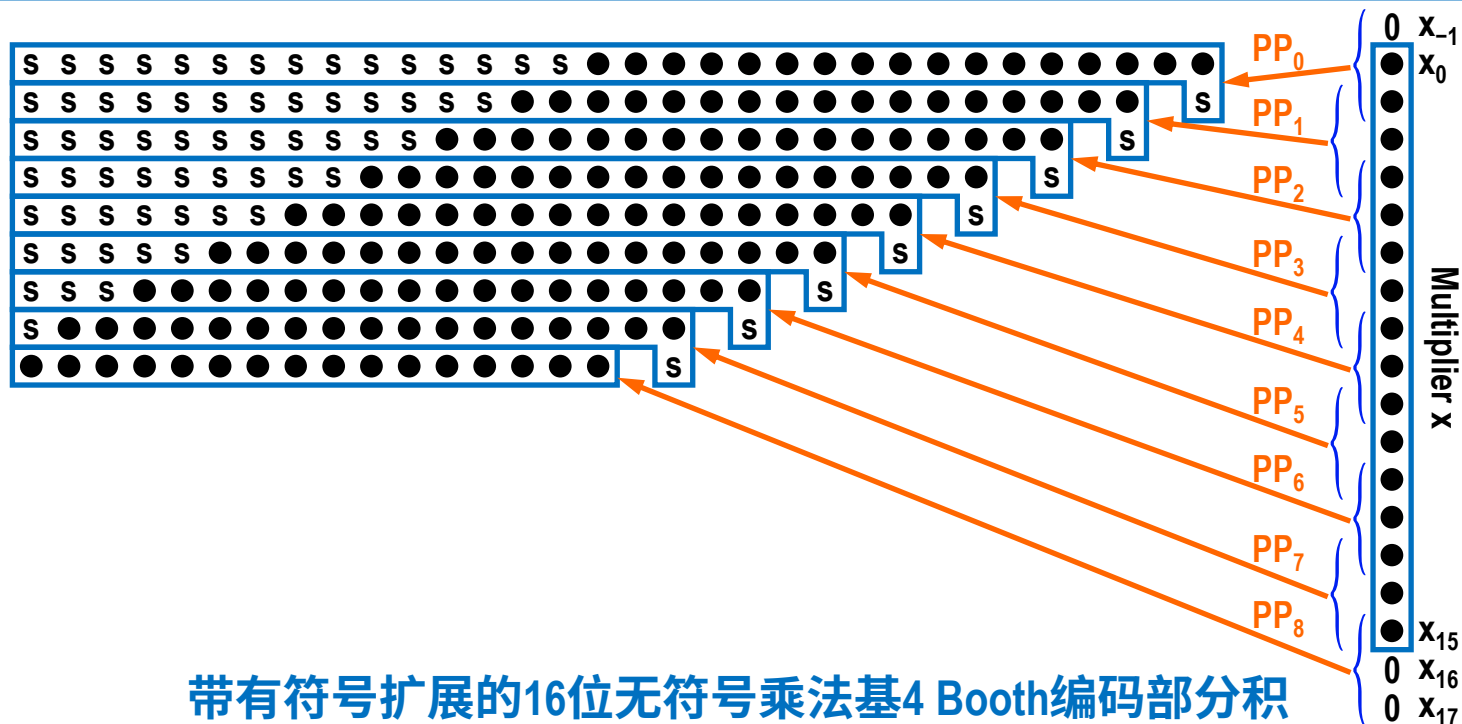 0 x₋₁
s s s s s s s s s s s s s s s PP₀ x₀
s s s s s s s s s s s s s s PP₁
s s s s s s s s s s s s
s s s s s s s s s s PP₂
s s s s s s s s
s s s s s s PP₃
s s s s
s s PP₄
s
PP₅
PP₆
PP₇
PP₈
Multiplier x
x₁₅
0 x₁₆
0 x₁₇
带有符号扩展的16位无符号乘法基4 Booth编码部分积